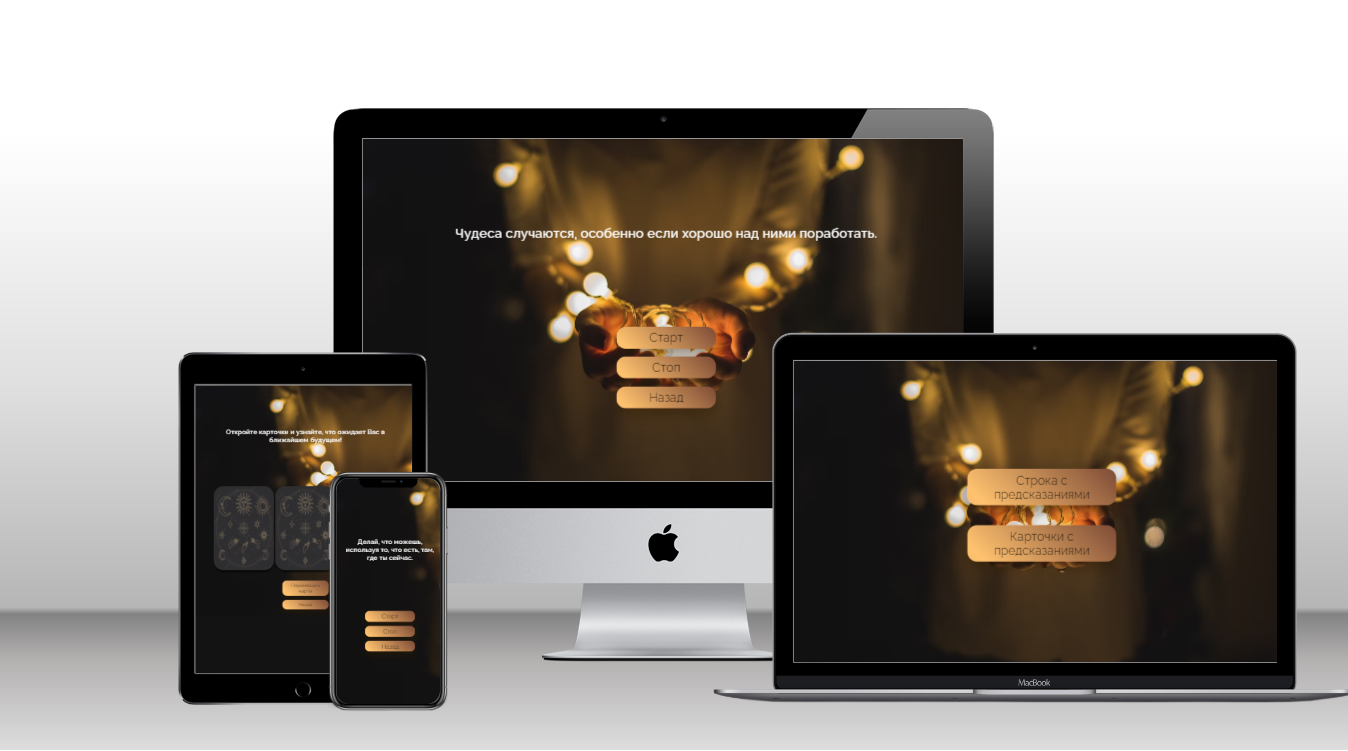 Чудеса случаются, особенно если хорошо над ними поработать.
Старт
Стоп
Назад
Откройте карточки и узнайте, что ожидает Вас в
ближайшем будущем!
карты
Назад
Делай, что можешь,
используя то, что есть, там,
где ты сейчас.
Старт
Стоп
Назад
Строка с
предсказаниями
Карточки с
предсказаниями
MacBook